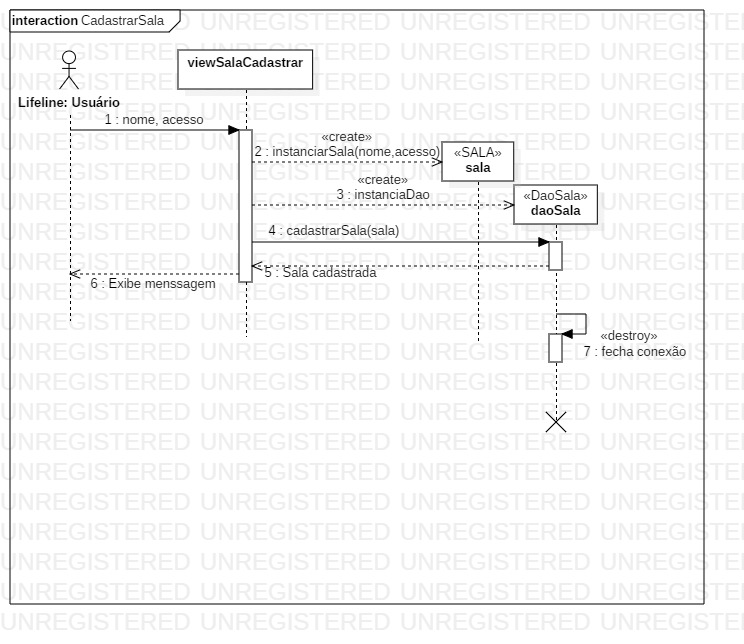 interaction CadastrarSala
viewSalaCadastrar
Lifeline: Usuário
1 : nome, acesso
«create»
2 : instanciarSala(nome,acesso)
«SALA»
sala
«create»
3 : instanciaDao
«DaoSala»
daoSala
4 : cadastrarSala(sala)
5 : Sala cadastrada
6 : Exibe menssagem
«destroy»
7 : fecha conexão
UNREGISTERED UNREGISTERED UNREGISTERED UNREGISTERED